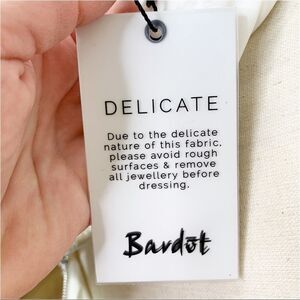 DELICATE
Due to the delicate
nature of this fabric.
please avoid rough
surfaces & remove
all jewellery before
dressing.
Bardot